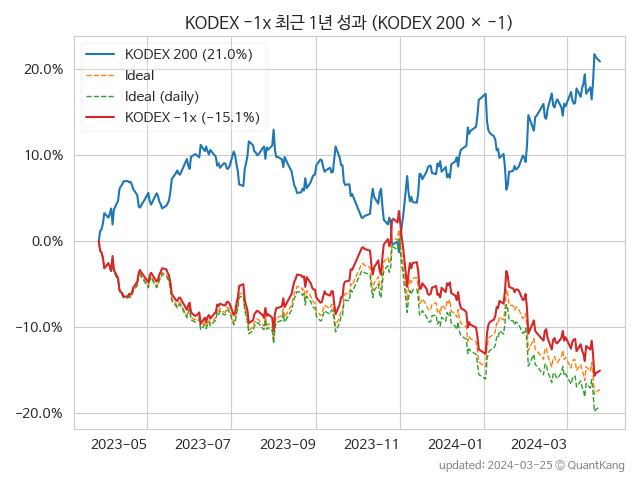 KODEX -1x 최근 1년 성과 (KODEX 200 × -1)
KODEX 200 (21.0%)
Ideal
Ideal (daily)
KODEX -1x (-15.1%)
20.0%
10.0%
0.0%
-10.0%
-20.0%
2023-05 2023-07 2023-09 2023-11 2024-01 2024-03
updated: 2024-03-25 © QuantKang